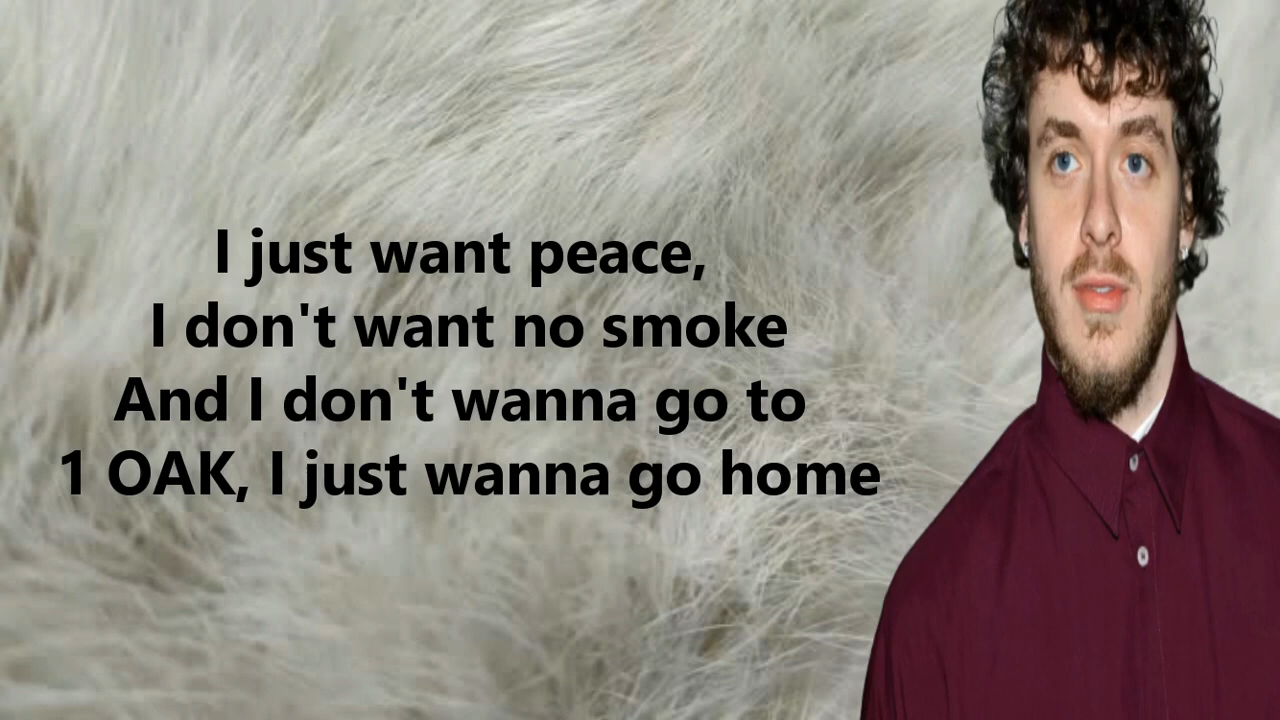 I just want peace,
I don't want no smoke
And I don't wanna go to
1 OAK, I just wanna go home